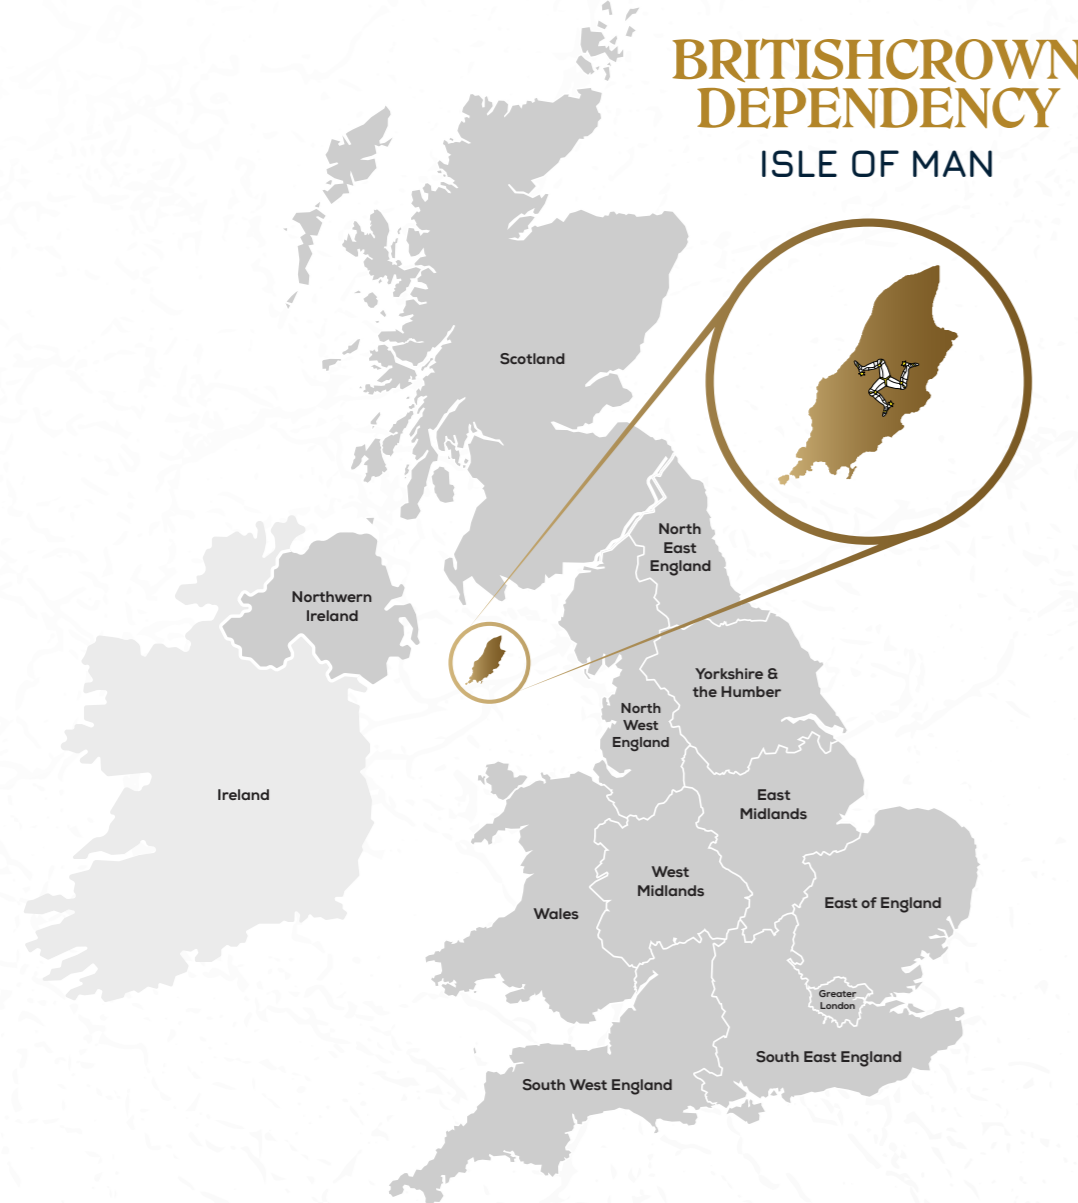 BRITISHCROWN
DEPENDENCY
ISLE OF MAN
Scotland
North
East
England
Northwern
Ireland
Yorkshire &
the Humber
North
West
England
Ireland
East
Midlands
West
Midlands
East of England
Wales
Greater
London
South East England
South West England